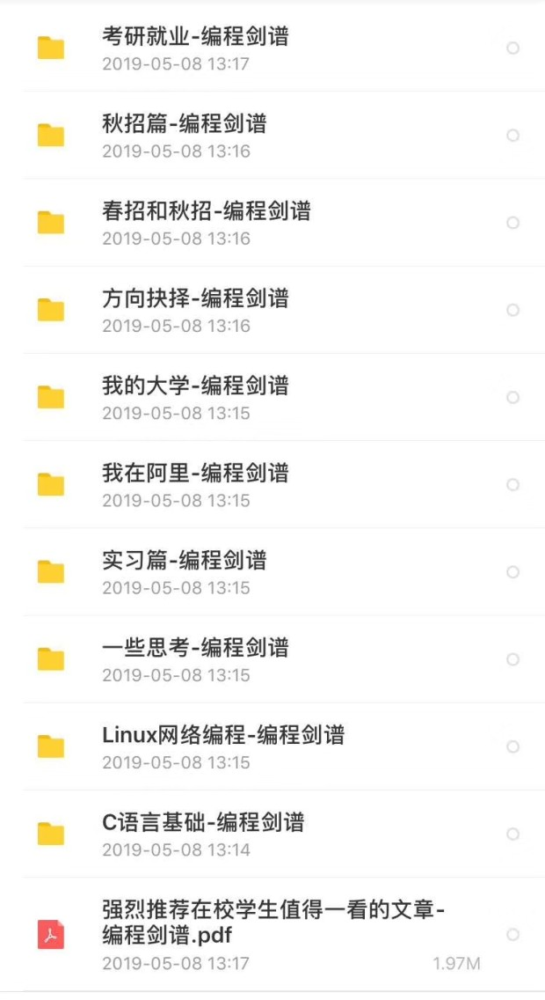 考研就业-编程剑谱
2019-05-08 13:17
秋招篇-编程剑谱
2019-05-08 13:16
春招和秋招-编程剑谱
2019-05-08 13:16
方向抉择-编程剑谱
2019-05-08 13:16
我的大学-编程剑谱
2019-05-08 13:15
我在阿里-编程剑谱
2019-05-08 13:15
实习篇-编程剑谱
2019-05-08 13:15
一些思考-编程剑谱
2019-05-08 13:15
Linux网络编程-编程剑谱
2019-05-08 13:15
C语言基础-编程剑谱
2019-05-08 13:14
强烈推荐在校学生值得一看的文章-
编程剑谱.pdf
2019-05-08 13:17 1.97M